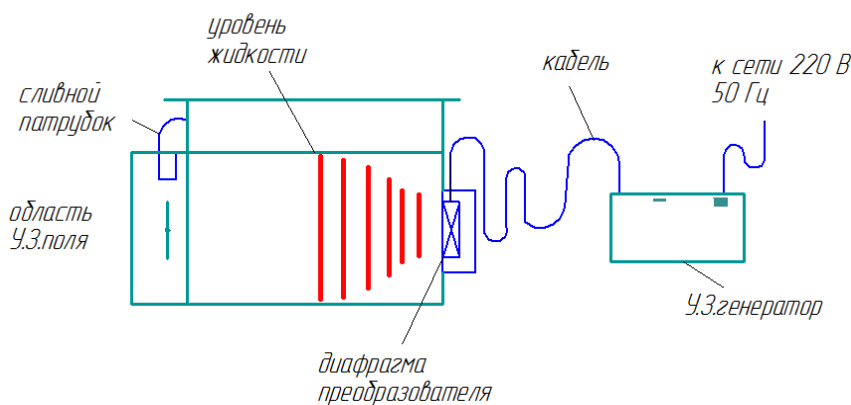 уровень
жидкости
сливной
патрубок
кабель
к сети 220 В
50 Гц
область
У.З.поля
У.З.генератор
диафрагма
преобразователя